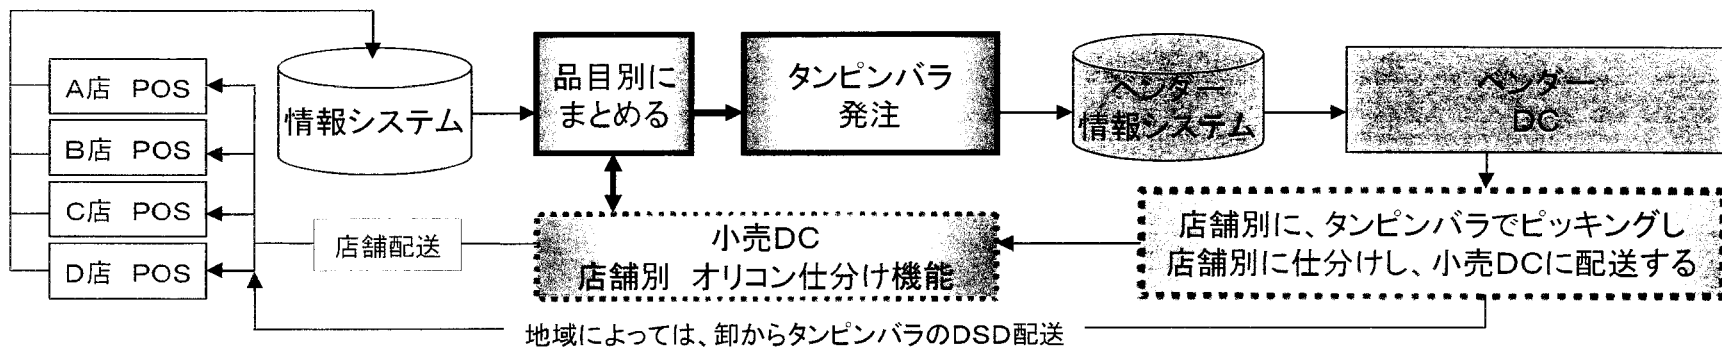 A店 POS
B店 POS
C店 POS
D店 POS
情報システム
品目別に
まとめる
タンピンバラ
発注
ベンダー
情報システム
ベンダー
DC
店舗別に、タンピンバラでピッキングし
店舗別に仕分けし、小売DCに配送する
小売DC
店舗別 オリコン仕分け機能
店舗配送
地域によっては、卸からタンピンバラのDSD配送